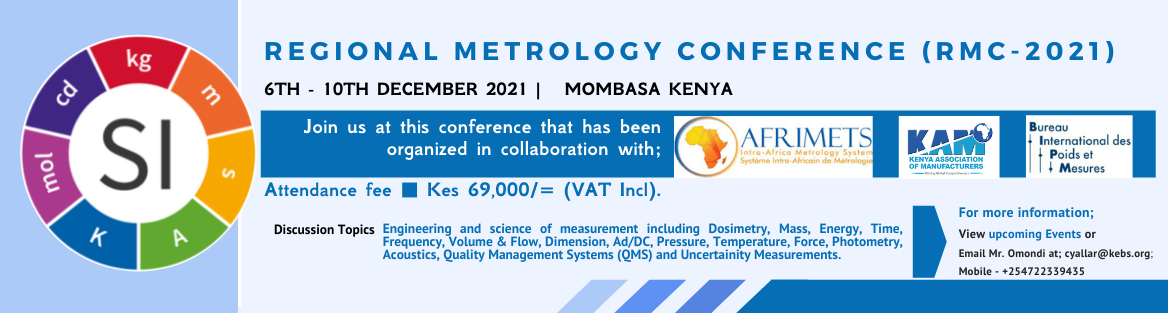 kg
m
s
A
K
mol
cd
SI
REGIONAL METROLOGY CONFERENCE (RMC-2021)
6TH - 10TH DECEMBER 2021 | MOMBASA KENYA
Join us at this conference that has been
organized in collaboration with;
AFRIMETS
Intra-Africa Metrology System
Système Intra-Africain de Métrologie
KAM
KENYA ASSOCIATION
OF MANUFACTURERS
Bureau
International des
Poids et
Mesures
Attendance fee ■ Kes 69,000/= (VAT Incl).
Discussion Topics
Engineering and science of measurement including Dosimetry, Mass, Energy, Time,
Frequency, Volume & Flow, Dimension, Ad/DC, Pressure, Temperature, Force, Photometry,
Acoustics, Quality Management Systems (QMS) and Uncertainity Measurements.
For more information;
View upcoming Events or
Email Mr. Omondi at; cyallar@kebs.org;
Mobile - +254722339435